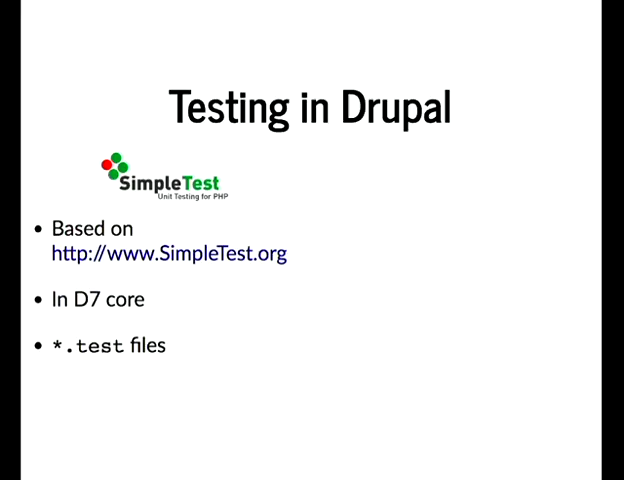 Testing in Drupal
SimpleTest
Unit Testing for PHP
• Based on
http://www.SimpleTest.org
• In D7 core
• *.test files